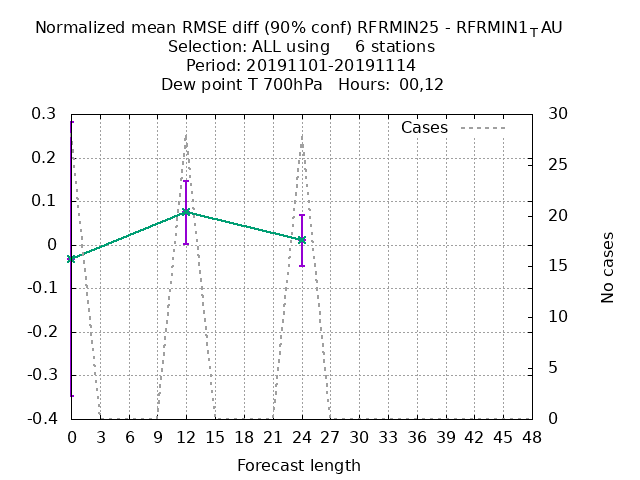 Normalized mean RMSE diff (90% conf) RFRMIN25 - RFRMIN1TAU
Selection: ALL using 6 stations
Period: 20191101-20191114
Dew point T 700hPa Hours: 00,12
Cases
0.3
0.2
0.1
0
-0.1
-0.2
-0.3
-0.4
30
25
20
15
10
5
0
No cases
0 3 6 9 12 15 18 21 24 27 30 33 36 39 42 45 48
Forecast length